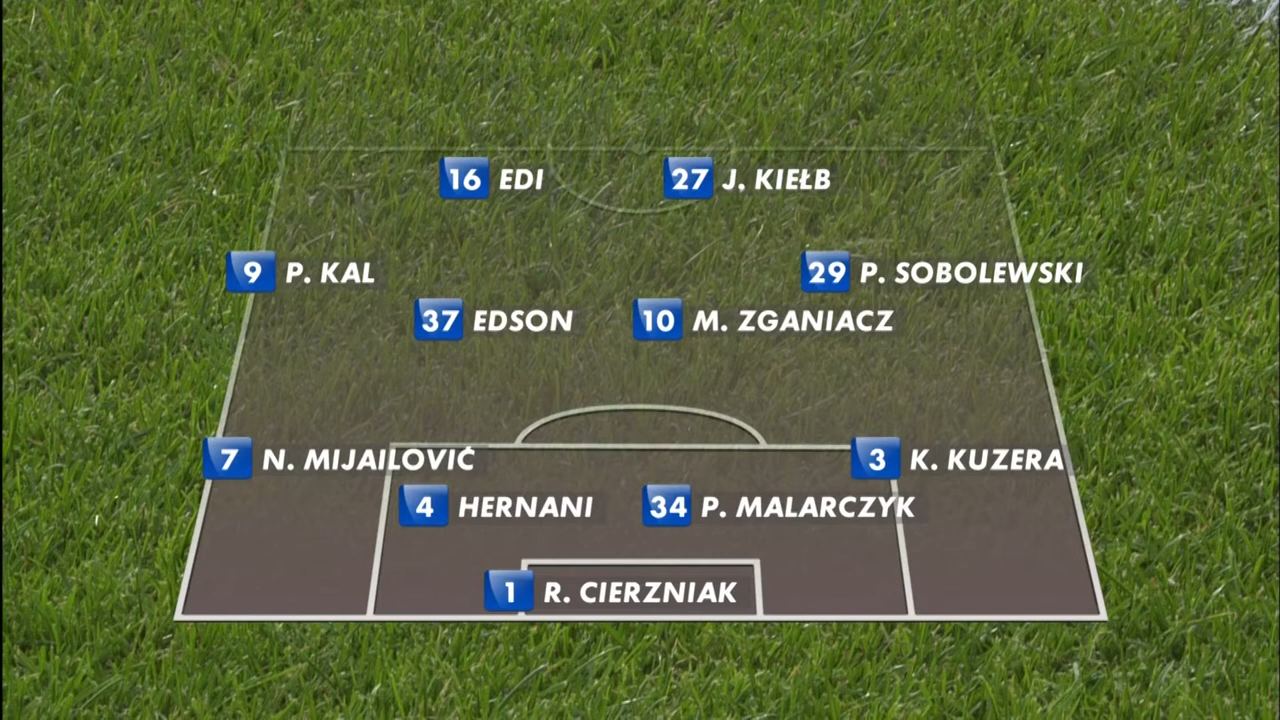 16 EDI
27 J. KIEŁB
9 P. KAL
29 P. SOBOLEWSKI
37 EDSON
10 M. ZGANIACZ
7 N. MIJAILOVIĆ
3 K. KUZERA
4 HERNANI
34 P. MALARCZYK
1 R. CIERZNIAK